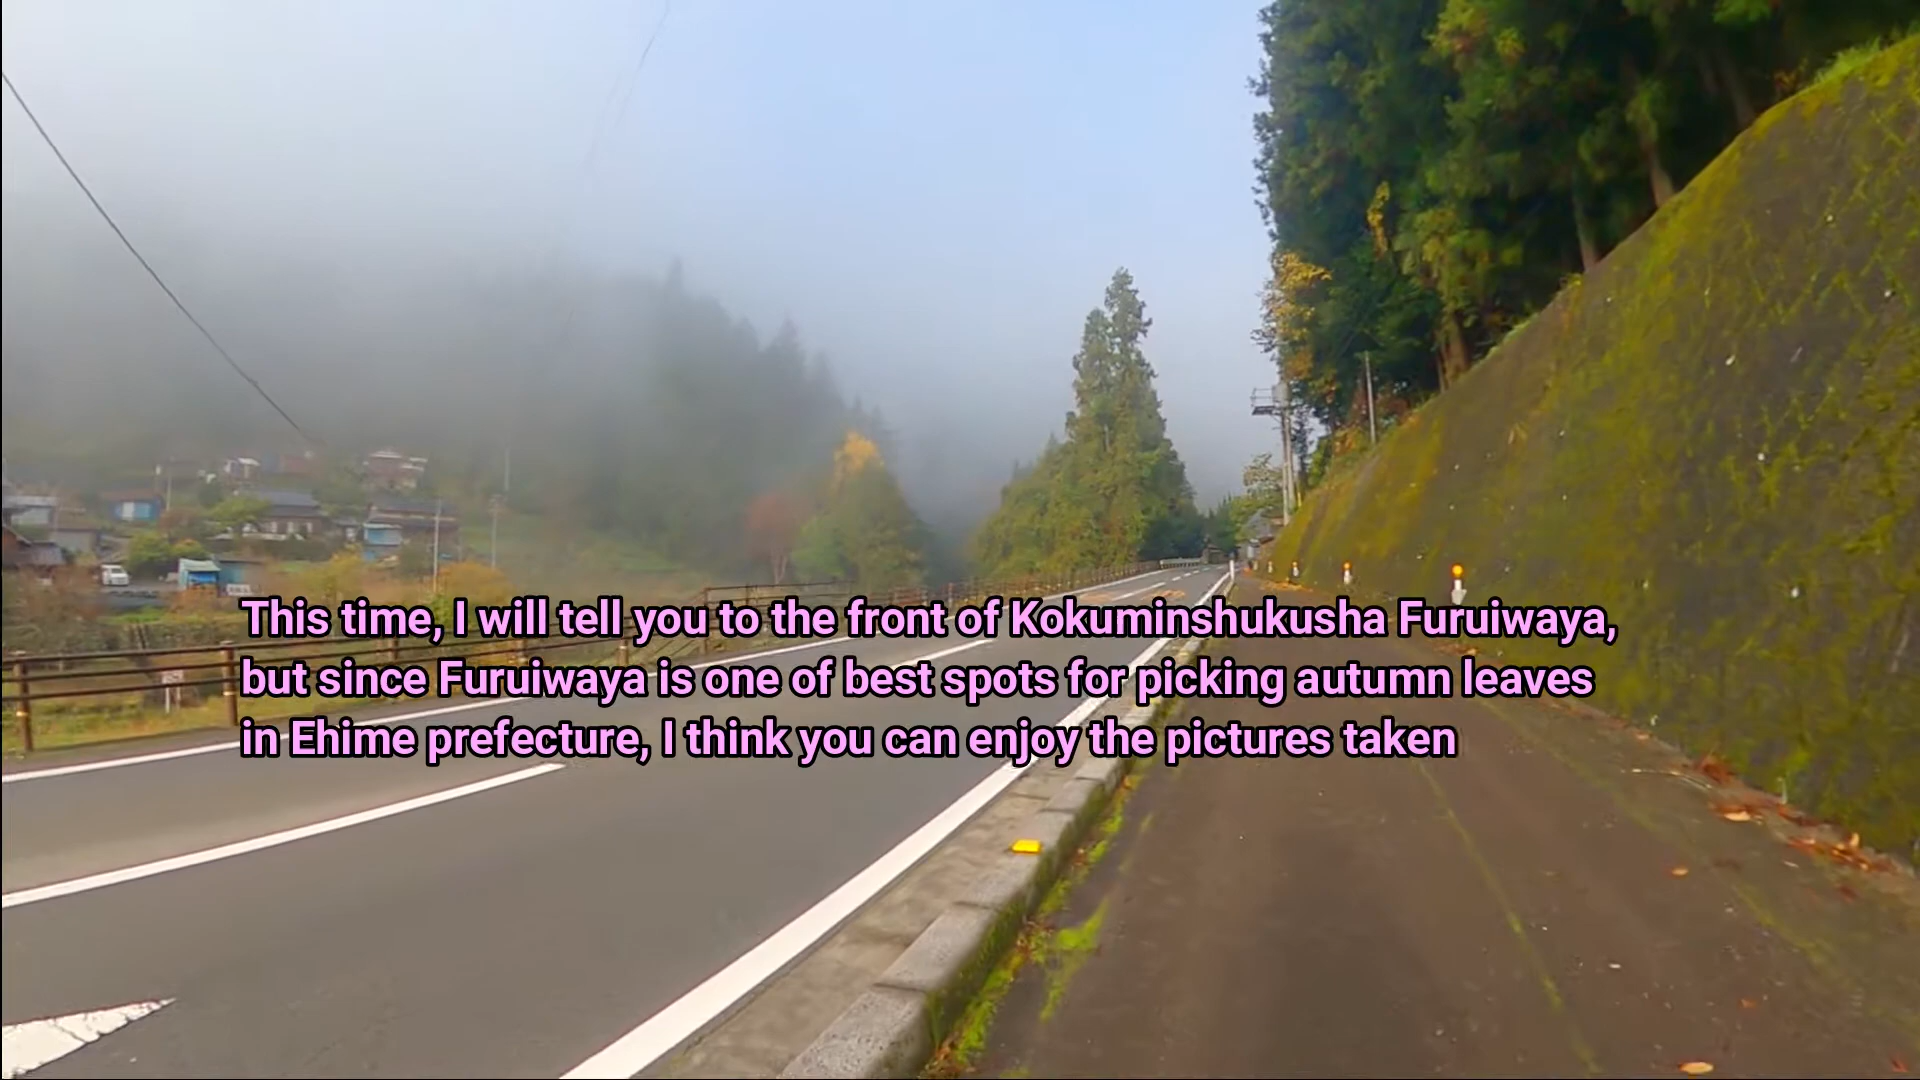 This time, I will tell you to the front of Kokuminshukusha Furuiwaya,
but since Furuiwaya is one of best spots for picking autumn leaves
in Ehime prefecture, I think you can enjoy the pictures taken